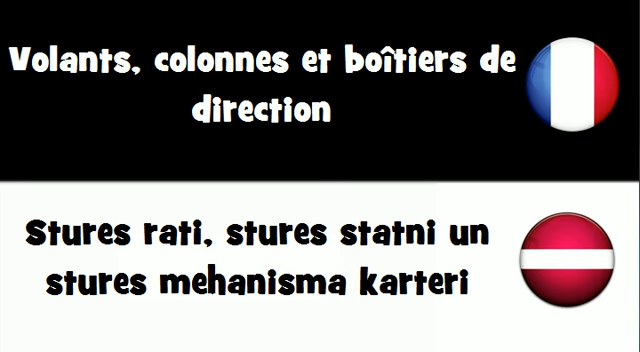 Volants, colonnes et boîtiers de
direction
Stures rati, stures statni un
stures mehanisma karteri